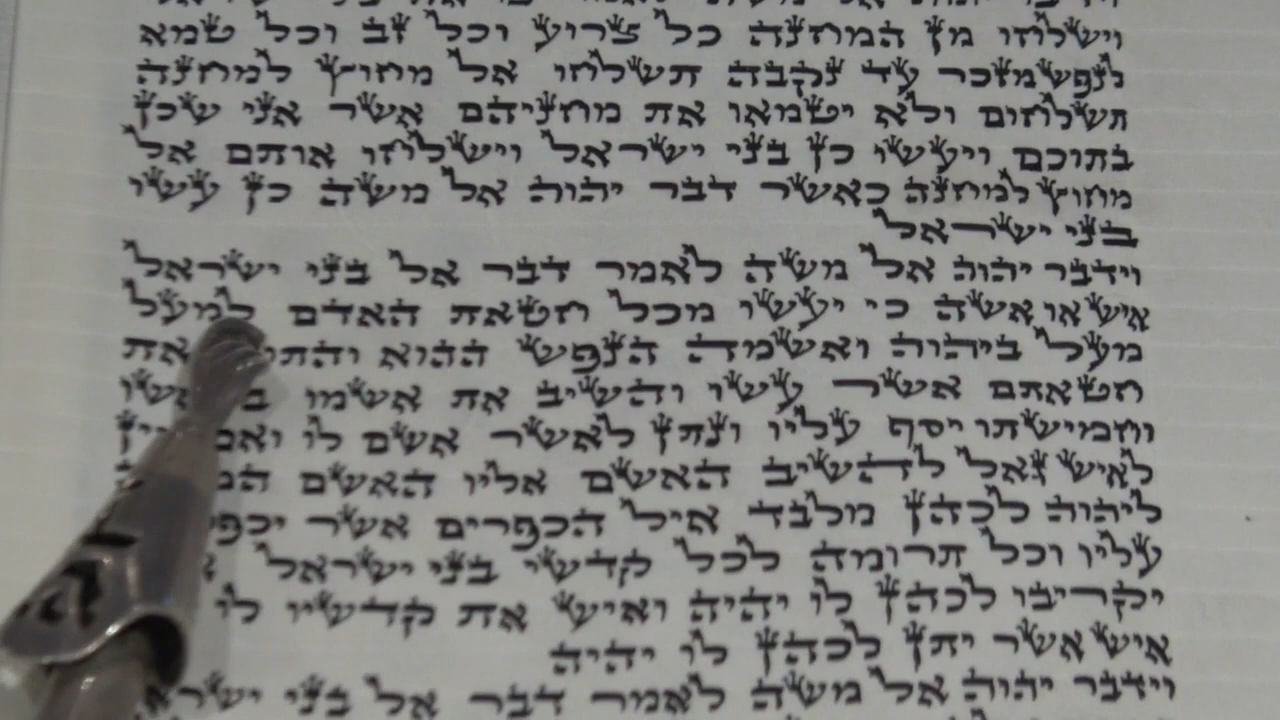 וישלחו מן המחנה כל צרוע וכל זב וכל טמא
לנפש מזכר עד נקבה תשלחו אל מחוץ למחנה
תשלחום ולא יטמאו את מחניהם אשר אני שכן
בתוכם ויעשו כן בני ישראל וישלחו אותם אל
מחוץ למחנה כאשר דבר יהוה אל משה כן עשו
בני ישראל
וידבר יהוה אל משה לאמר דבר אל בני ישראל
איש או אשה כי יעשו מכל חטאת האדם למעל
מעל ביהוה ואשמה הנפש ההוא את
חטאתם אשר עשו והשיב את אשמו
וחמישתו יסף עליו ונתן לאשר אשם לו
לאיש גאל להשיב האשם אליו האשם
ליהוה לכהן מלבד איל הכפרים אשר
עליו וכל תרומה לכל קדשי בני ישראל
יקריבו לכהן לו יהיה ואיש את קדשיו לו
איש אשר יתן לכהן לו יהיה
וידבר יהוה אל משה לאמר דבר אל בני